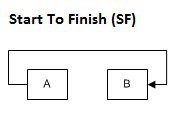 Start To Finish (SF)
A B